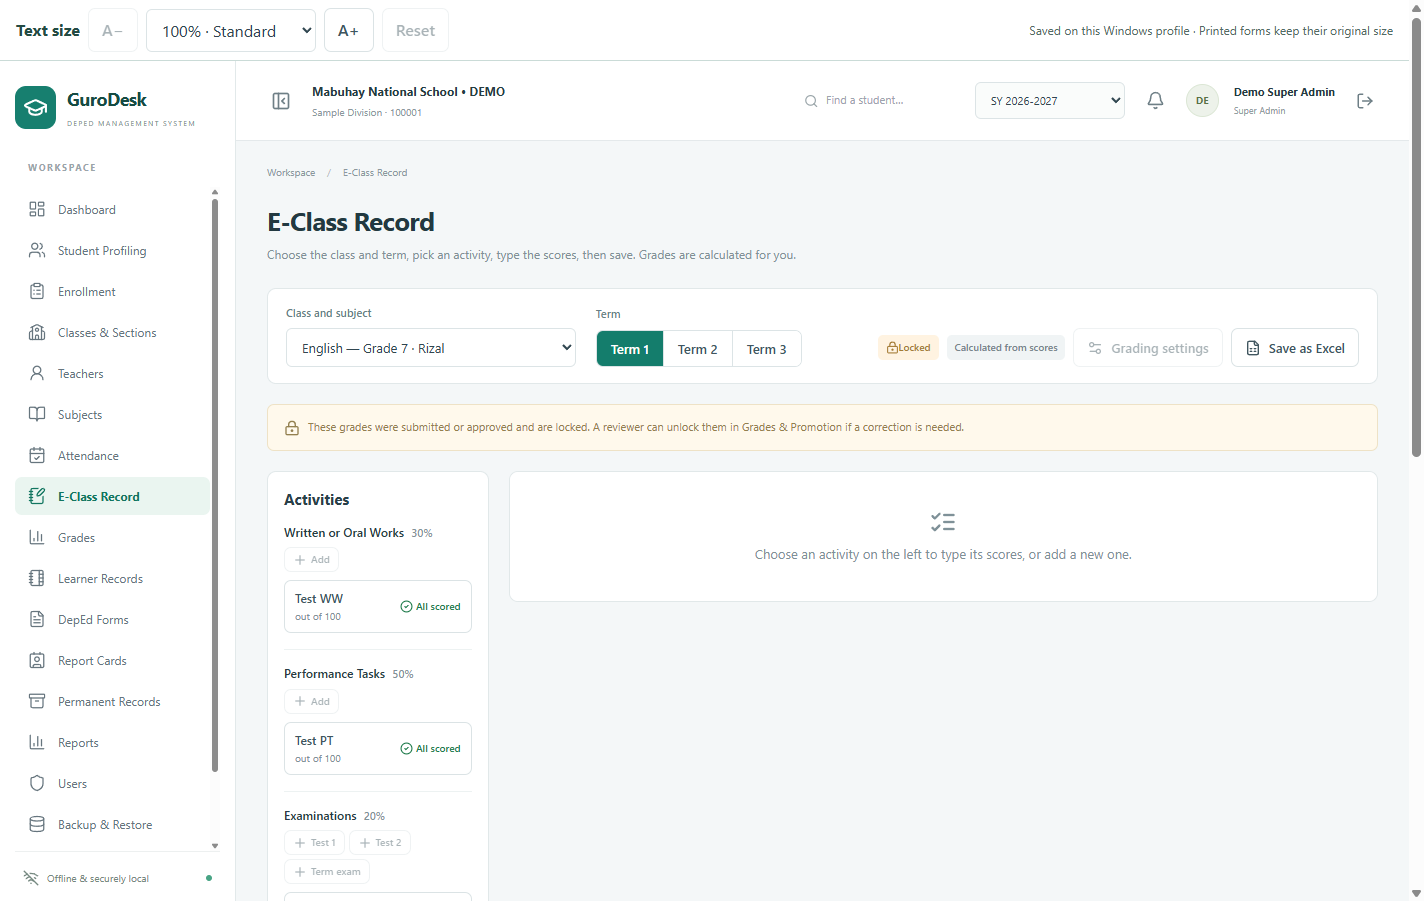 Text size
A−
100% · Standard
A+
Reset
Saved on this Windows profile · Printed forms keep their original size
GuroDesk
DEPED MANAGEMENT SYSTEM
Mabuhay National School • DEMO
Sample Division · 100001
Find a student...
SY 2026-2027
DE
Demo Super Admin
Super Admin
WORKSPACE
Dashboard
Student Profiling
Enrollment
Classes & Sections
Teachers
Subjects
Attendance
E-Class Record
Grades
Learner Records
DepEd Forms
Report Cards
Permanent Records
Reports
Users
Backup & Restore
Offline & securely local
Workspace / E-Class Record
E-Class Record
Choose the class and term, pick an activity, type the scores, then save. Grades are calculated for you.
Class and subject
English — Grade 7 · Rizal
Term
Term 1
Term 2
Term 3
Locked
Calculated from scores
Grading settings
Save as Excel
These grades were submitted or approved and are locked. A reviewer can unlock them in Grades & Promotion if a correction is needed.
Activities
Written or Oral Works 30%
Add
Test WW
out of 100
All scored
Performance Tasks 50%
Add
Test PT
out of 100
All scored
Examinations 20%
Test 1
Test 2
Term exam
Choose an activity on the left to type its scores, or add a new one.